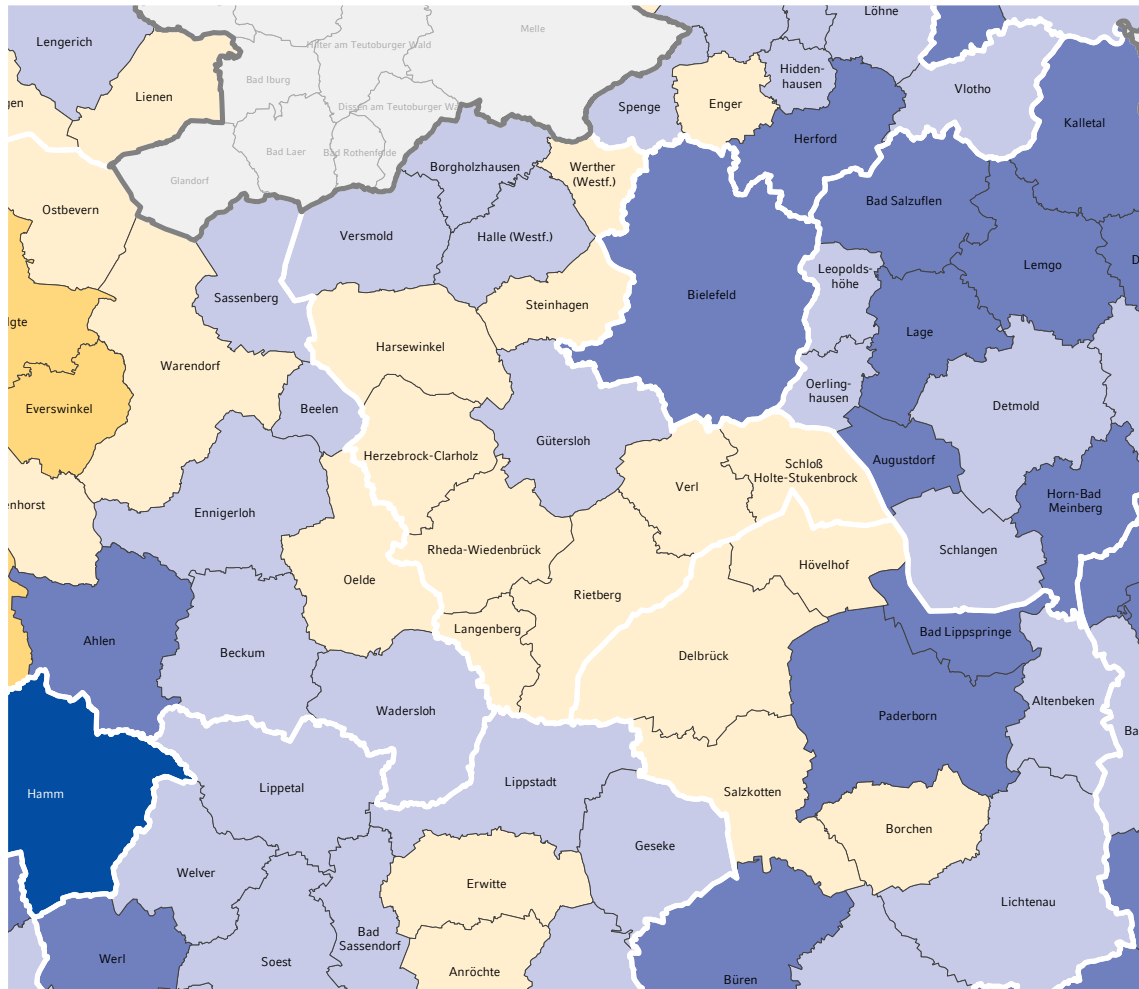 Löhne
Melle
Lengerich
Hilter am Teutoburger Wald
Hidden-
hausen
Bad Iburg
Vlotho
Lienen
gen
Enger
Spenge
Dissen am Teutoburger Wa
Kalletal
Herford
Bad Laer
Bad Rothenfelde
Borgholzhausen
Werther
(Westf.)
Glandorf
Bad Salzuflen
Ostbevern
Versmold
Halle (Westf.)
D
Lemgo
Leopolds-
höhe
Bielefeld
Sassenberg
Steinhagen
lgte
Lage
Harsewinkel
Warendorf
Oerling-
hausen
Everswinkel
Beelen
Detmold
Gütersloh
Herzebrock-Clarholz
Augustdorf
Schloß
Holte-Stukenbrock
Verl
Horn-Bad
Meinberg
enhorst
Ennigerloh
Rheda-Wiedenbrück
Schlangen
Hövelhof
Oelde
Rietberg
Langenberg
Bad Lippspringe
Ahlen
Beckum
Delbrück
Altenbeken
Wadersloh
Paderborn
Ba
Lippstadt
Lippetal
Hamm
Salzkotten
Borchen
Geseke
Welver
Erwitte
Lichtenau
Bad
Sassendorf
Werl
Soest
Anröchte
Büren